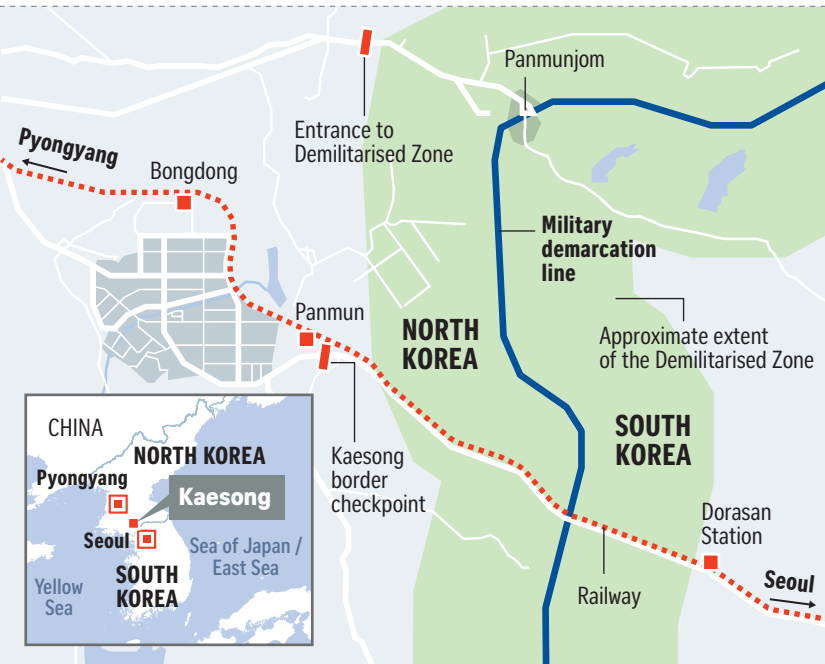 Panmunjom
Entrance to
Demilitarised Zone
Pyongyang
Bongdong
Military
demarcation
line
Panmun
NORTH
KOREA
Approximate extent
of the Demilitarised Zone
SOUTH
KOREA
Kaesong
border
checkpoint
Dorasan
Station
Railway
Seoul
CHINA
NORTH KOREA
Pyongyang
Kaesong
Seoul
Sea of Japan /
East Sea
SOUTH
KOREA
Yellow
Sea